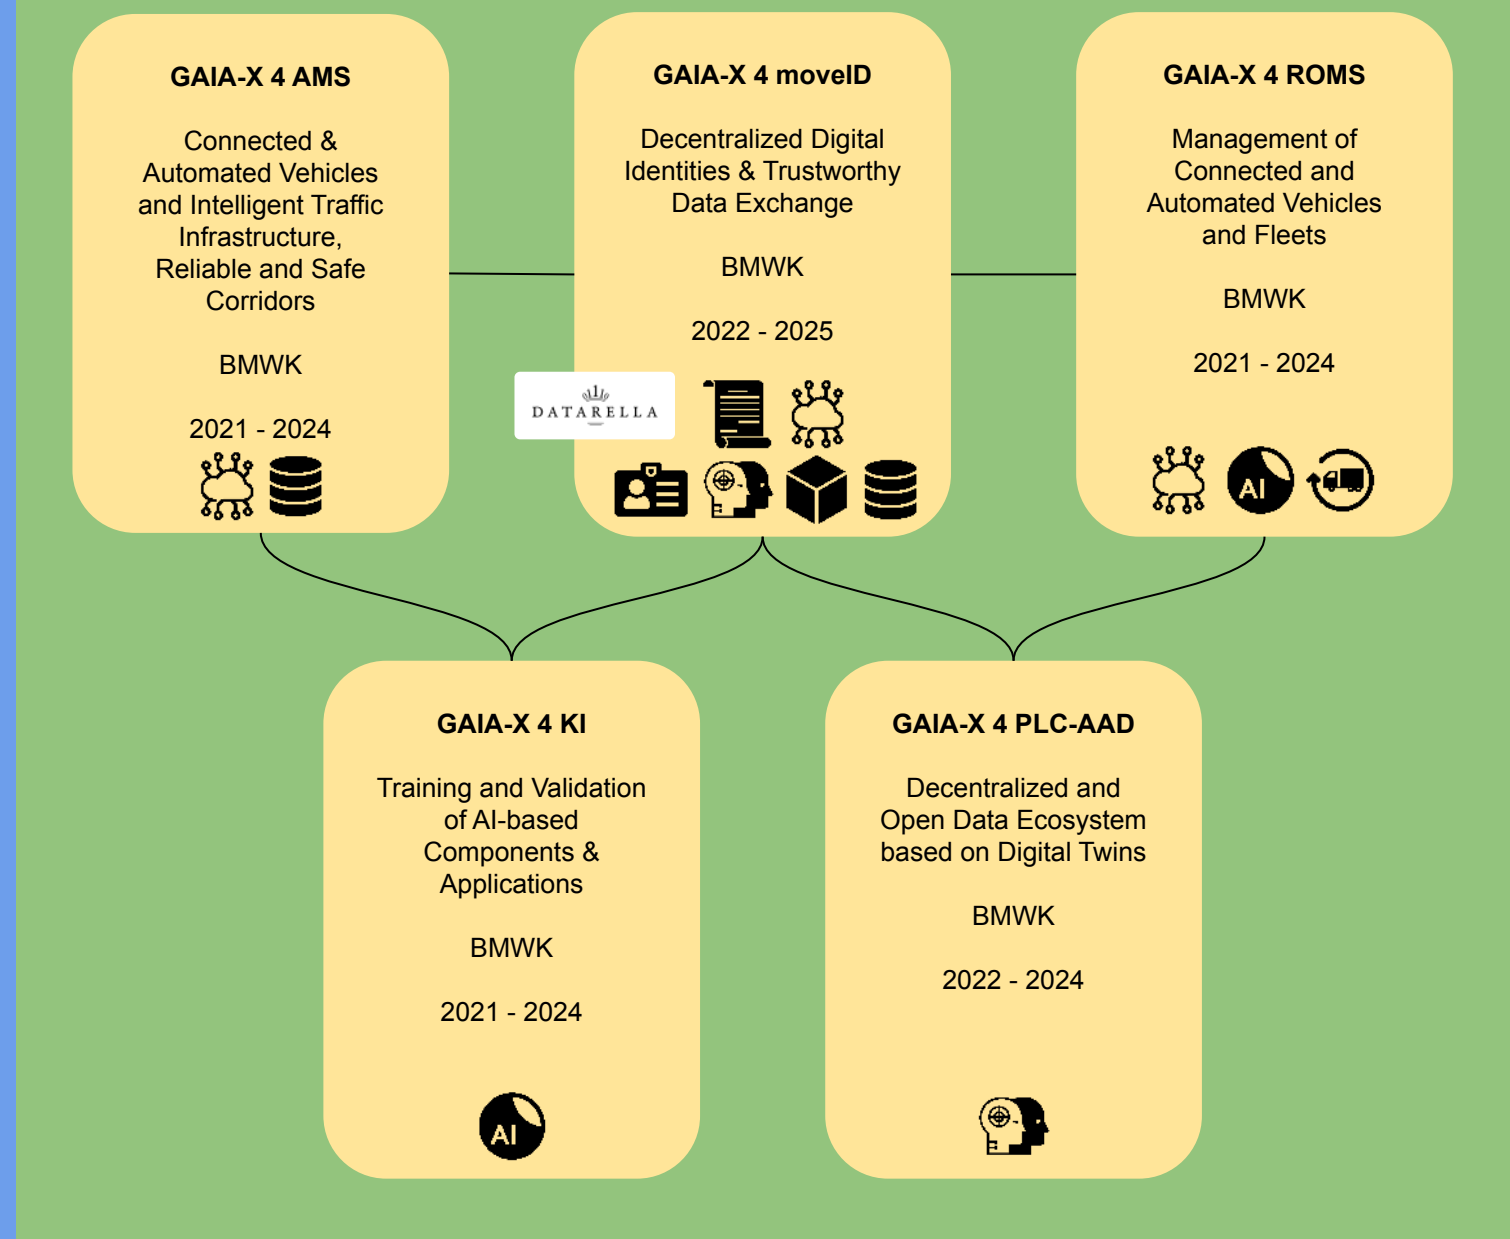 GAIA-X 4 AMS
Connected &
Automated Vehicles
and Intelligent Traffic
Infrastructure,
Reliable and Safe
Corridors
BMWK
2021 - 2024
GAIA-X 4 moveID
Decentralized Digital
Identities & Trustworthy
Data Exchange
BMWK
2022 - 2025
1
DATARELLA
GAIA-X 4 ROMS
Management of
Connected and
Automated Vehicles
and Fleets
BMWK
2021 - 2024
AI
GAIA-X 4 KI
Training and Validation
of AI-based
Components &
Applications
BMWK
2021 - 2024
AI
GAIA-X 4 PLC-AAD
Decentralized and
Open Data Ecosystem
based on Digital Twins
BMWK
2022 - 2024